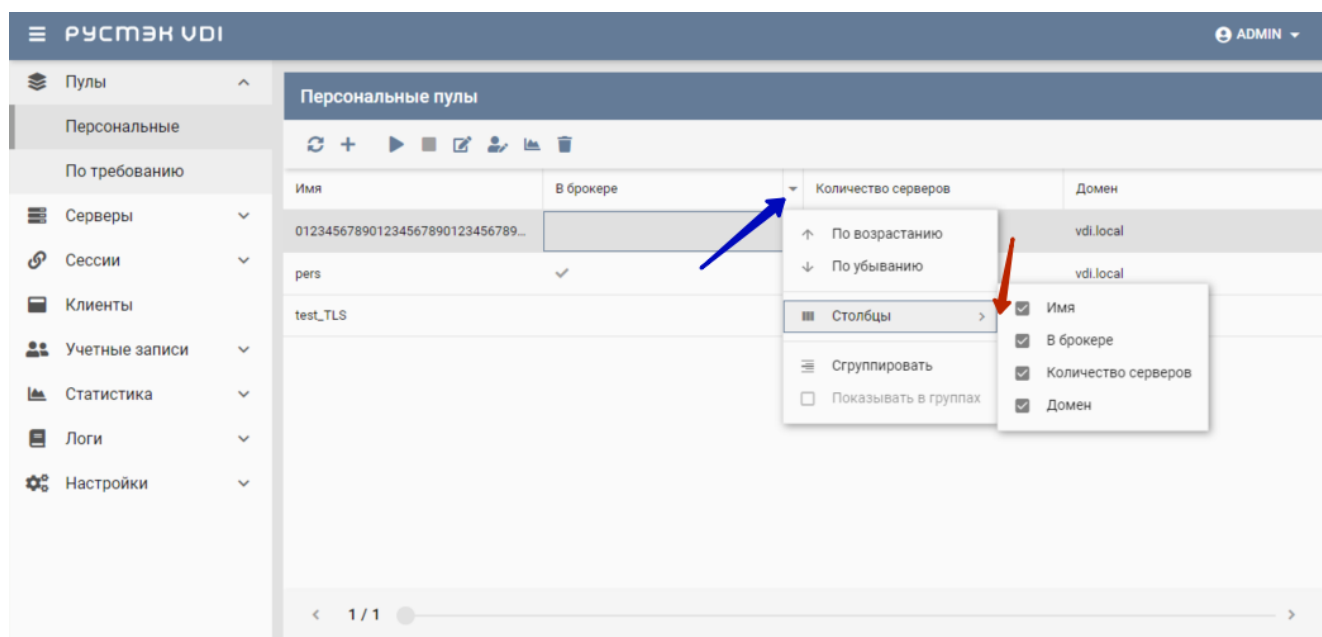 РУСТЭК VDI
ADMIN
Пулы
Персональные
По требованию
Серверы
Сессии
Клиенты
Учетные записи
Статистика
Логи
Настройки
Персональные пулы
Имя В брокере Количество серверов Домен
01234567890123456789012345678​9... vdi.local
pers vdi.local
test_TLS
По возрастанию
По убыванию
Столбцы
Сгруппировать
Показывать в группах
Имя
В брокере
Количество серверов
Домен
1 / 1